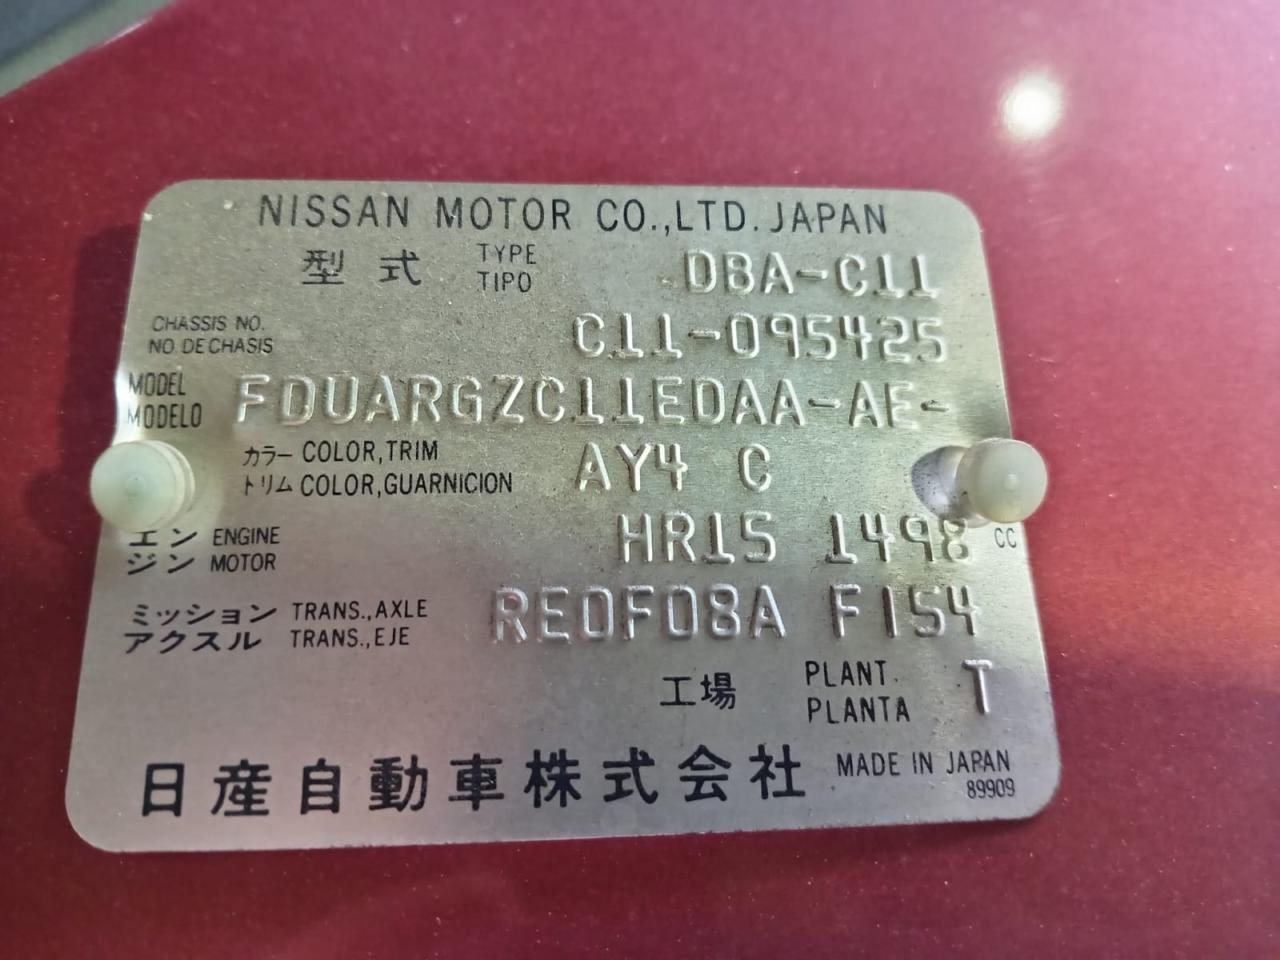 NISSAN MOTOR CO.,LTD. JAPAN
型式 TYPE DBA-C11
TIPO
CHASSIS NO. C11-095425
NO DE CHASIS
MODEL FDUARGZC11EDAA-AE-
MODELO
カラー COLOR,TRIM AY4 C
トリム COLOR,GUARNICION
エン ENGINE HR15 1498 CC
ジン MOTOR
ミッション TRANS.,AXLE RE0F08A F154
アクスル TRANS.,EJE
工場 PLANT. T
PLANTA
日産自動車株式会社 MADE IN JAPAN
89909